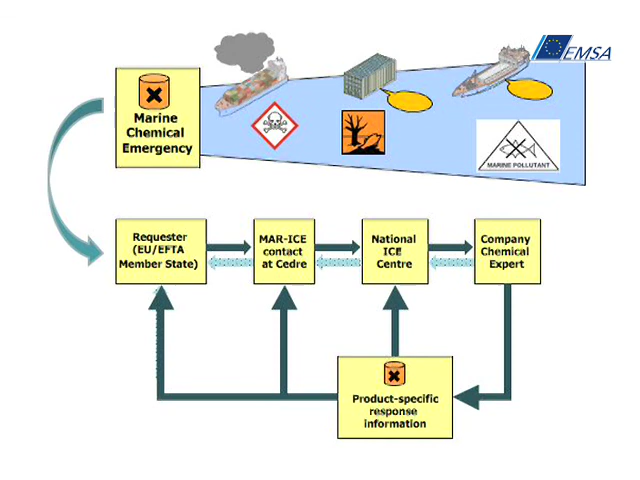 EMSA
Marine
Chemical
Emergency
MARINE POLLUTANT
Requester
(EU/EFTA
Member State)
MAR-ICE
contact
at Cedre
National
ICE
Centre
Company
Chemical
Expert
Product-specific
response
information